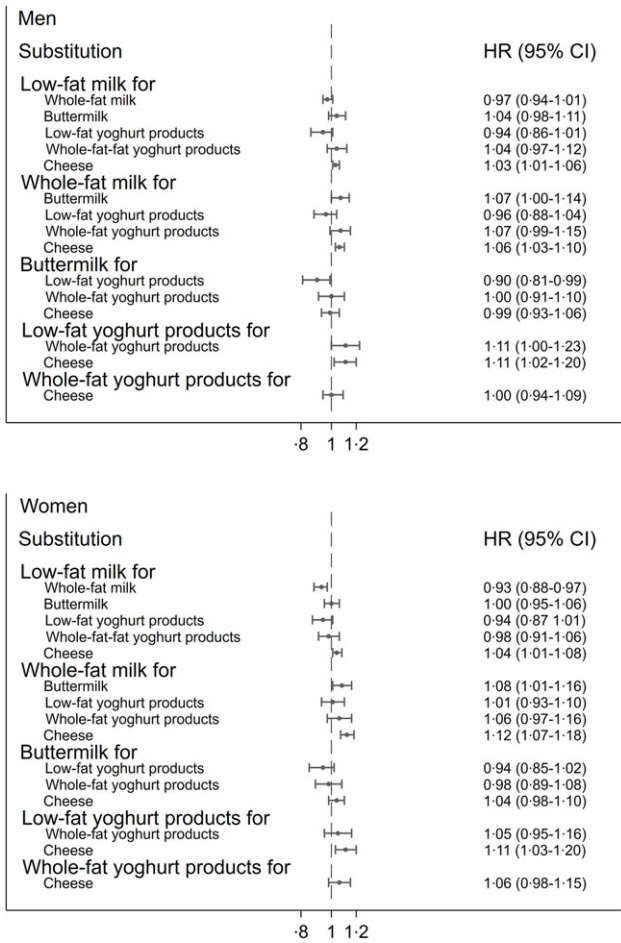 Men
Substitution HR (95% CI)
Low-fat milk for
Whole-fat milk 0·97 (0·94-1·01)
Buttermilk 1·04 (0·98-1·11)
Low-fat yoghurt products 0·94 (0·86-1·01)
Whole-fat-fat yoghurt products 1·04 (0·97-1·12)
Cheese 1·03 (1·01-1·06)
Whole-fat milk for
Buttermilk 1·07 (1·00-1·14)
Low-fat yoghurt products 0·96 (0·88-1·04)
Whole-fat yoghurt products 1·07 (0·99-1·15)
Cheese 1·06 (1·03-1·10)
Buttermilk for
Low-fat yoghurt products 0·90 (0·81-0·99)
Whole-fat yoghurt products 1·00 (0·91-1·10)
Cheese 0·99 (0·93-1·06)
Low-fat yoghurt products for
Whole-fat yoghurt products 1·11 (1·00-1·23)
Cheese 1·11 (1·02-1·20)
Whole-fat yoghurt products for
Cheese 1·00 (0·94-1·09)
·8 1 1·2
Women
Substitution HR (95% CI)
Low-fat milk for
Whole-fat milk 0·93 (0·88-0·97)
Buttermilk 1·00 (0·95-1·06)
Low-fat yoghurt products 0·94 (0·87 1·01)
Whole-fat-fat yoghurt products 0·98 (0·91-1·06)
Cheese 1·04 (1·01-1·08)
Whole-fat milk for
Buttermilk 1·08 (1·01-1·16)
Low-fat yoghurt products 1·01 (0·93-1·10)
Whole-fat yoghurt products 1·06 (0·97-1·16)
Cheese 1·12 (1·07-1·18)
Buttermilk for
Low-fat yoghurt products 0·94 (0·85-1·02)
Whole-fat yoghurt products 0·98 (0·89-1·08)
Cheese 1·04 (0·98-1·10)
Low-fat yoghurt products for
Whole-fat yoghurt products 1·05 (0·95-1·16)
Cheese 1·11 (1·03-1·20)
Whole-fat yoghurt products for
Cheese 1·06 (0·98-1·15)
·8 1 1·2